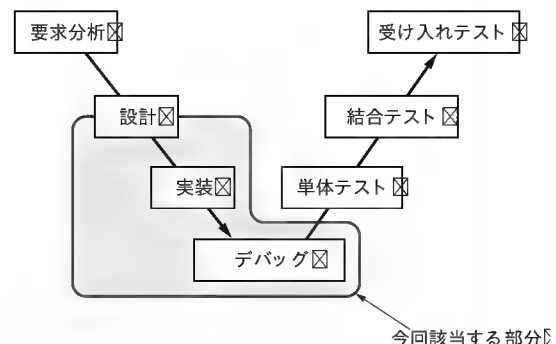 要求分析
受け入れテスト
設計
結合テスト
実装
単体テスト
デバッグ
今回該当する部分